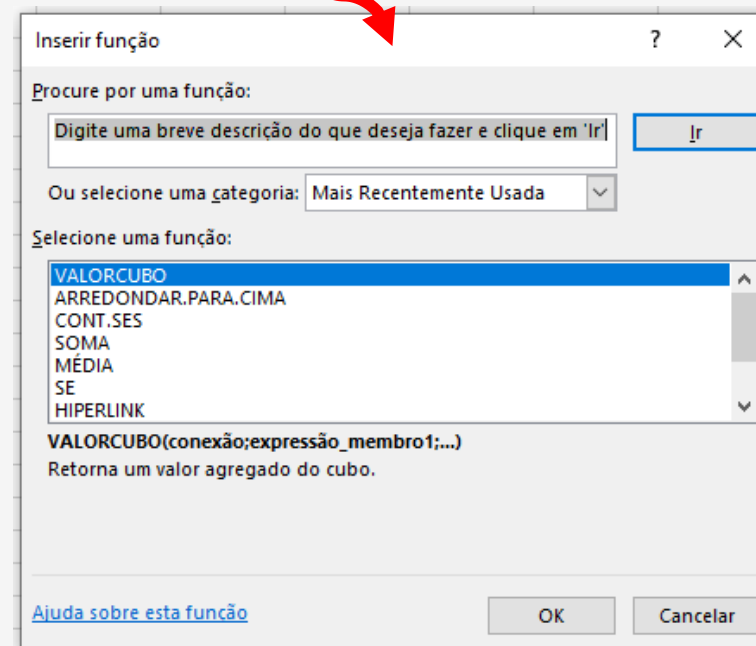 Inserir função
?
Procure por uma função:
Digite uma breve descrição do que deseja fazer e clique em 'Ir'
Ir
Ou selecione uma categoria: Mais Recentemente Usada
Selecione uma função:
VALORCUBO
ARREDONDAR.PARA.CIMA
CONT.SES
SOMA
MÉDIA
SE
HIPERLINK
VALORCUBO(conexão;expressão_membro1;...)
Retorna um valor agregado do cubo.
Ajuda sobre esta função
OK
Cancelar